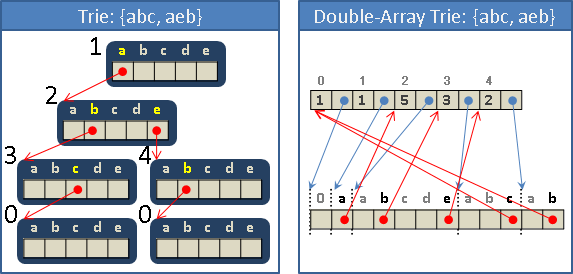 Trie: {abc, aeb}
1
a b c d e
2
a b c d e
3
a b c d e
4
a b c d e
0
a b c d e
0
a b c d e
Double-Array Trie: {abc, aeb}
0 1 2 3 4
1 1 5 3 2
0 a a b c d e a b c a b